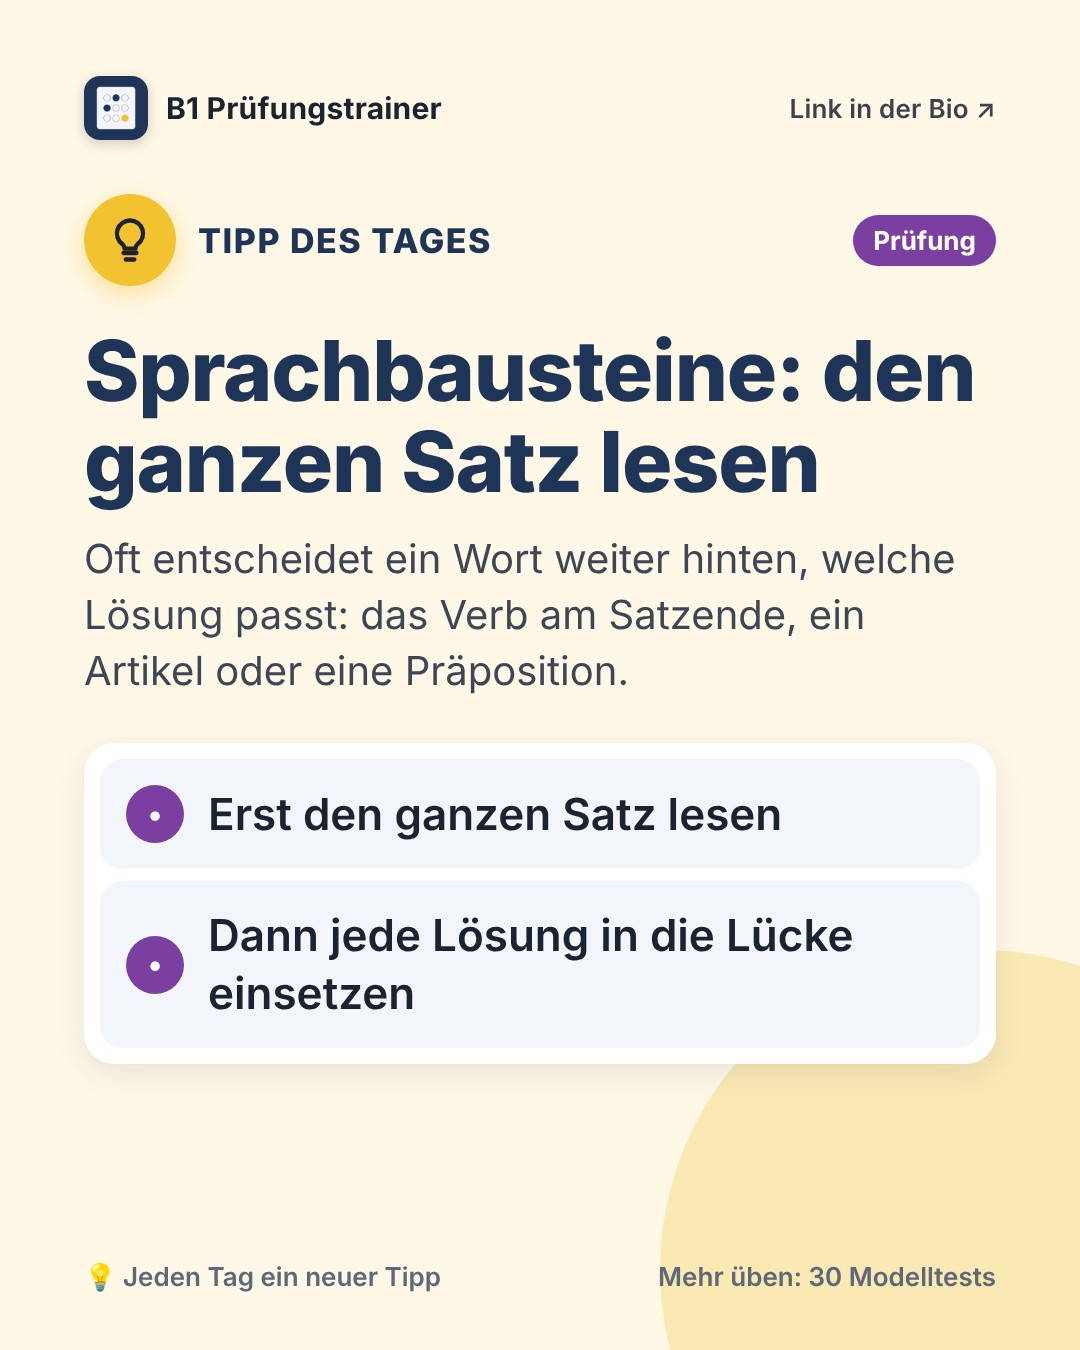 B1 Prüfungstrainer
Link in der Bio ↗
TIPP DES TAGES
Prüfung
Sprachbausteine: den
ganzen Satz lesen
Oft entscheidet ein Wort weiter hinten, welche
Lösung passt: das Verb am Satzende, ein
Artikel oder eine Präposition.
• Erst den ganzen Satz lesen
• Dann jede Lösung in die Lücke
einsetzen
💡 Jeden Tag ein neuer Tipp
Mehr üben: 30 Modelltests